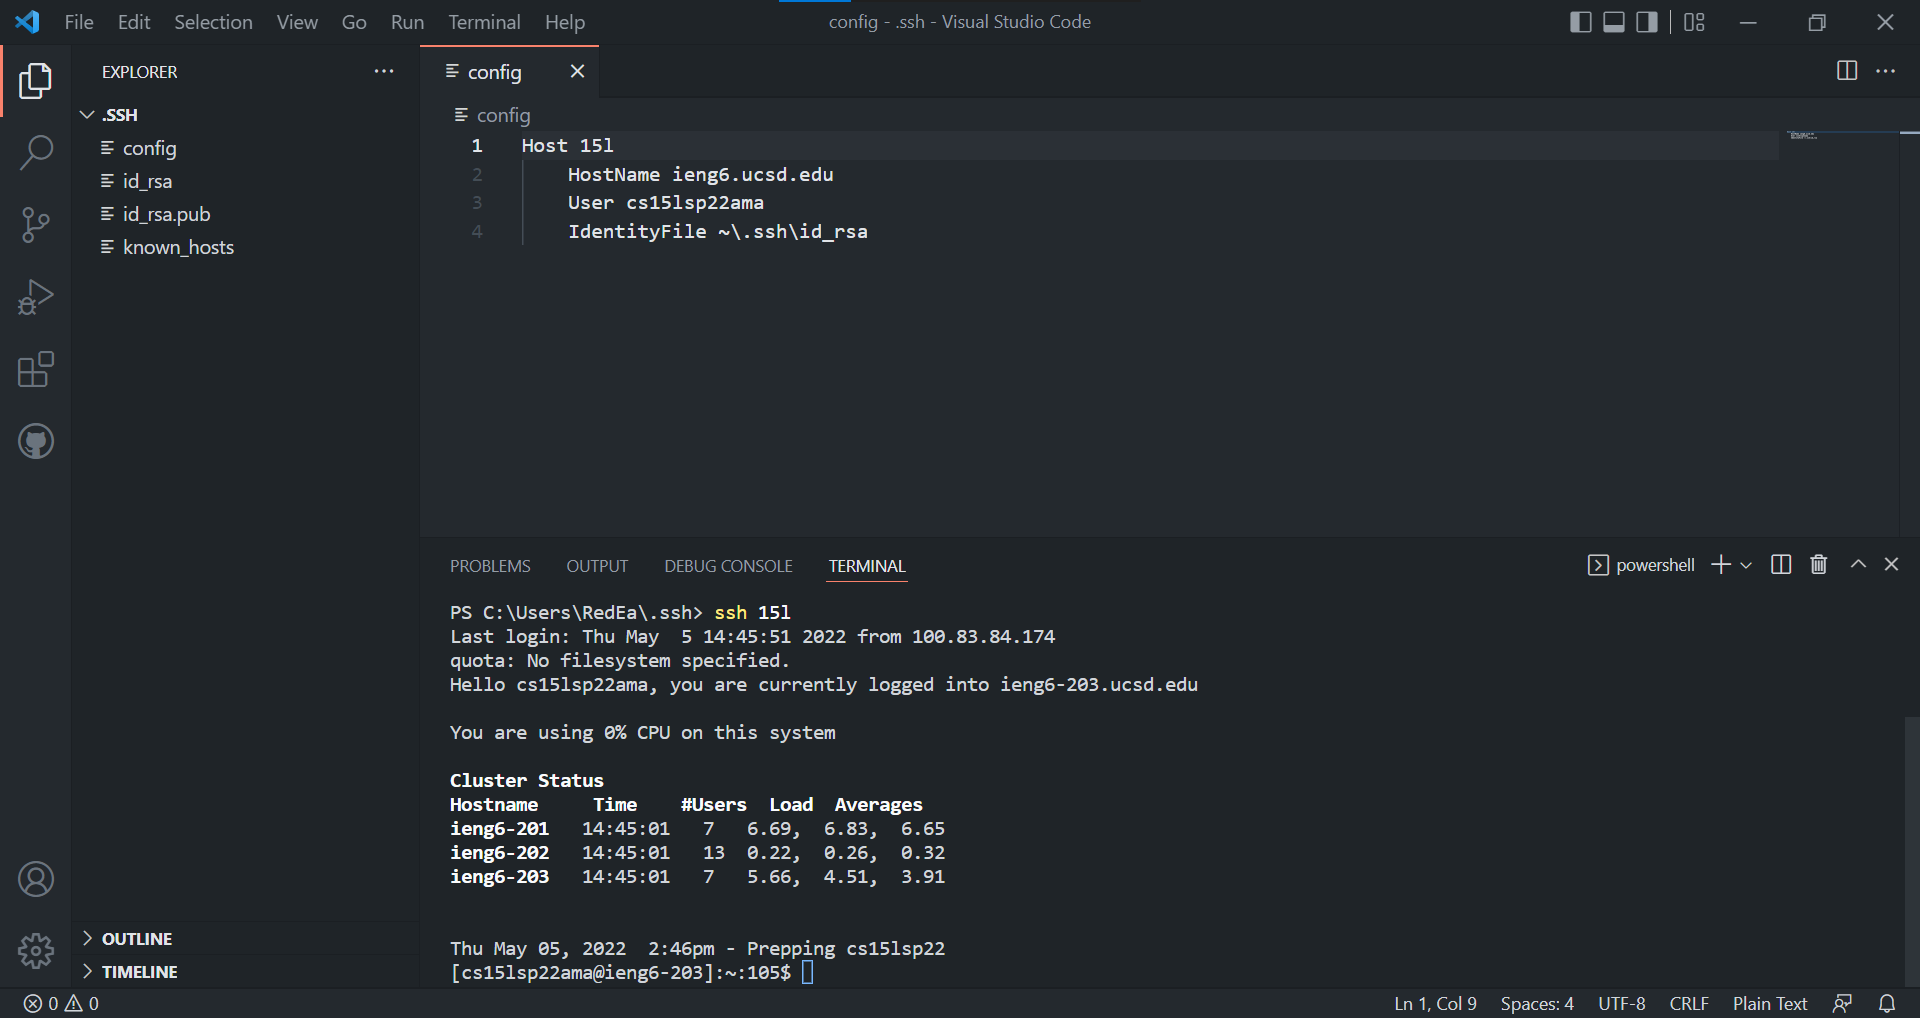 File Edit Selection View Go Run Terminal Help
config - .ssh - Visual Studio Code
EXPLORER
.SSH
config
id_rsa
id_rsa.pub
known_hosts
OUTLINE
TIMELINE
config
config
1 Host 15l
2 HostName ieng6.ucsd.edu
3 User cs15lsp22ama
4 IdentityFile ~\.ssh\id_rsa
PROBLEMS OUTPUT DEBUG CONSOLE TERMINAL
powershell
PS C:\Users\RedEa\.ssh> ssh 15l
Last login: Thu May  5 14:45:51 2022 from 100.83.84.174
quota: No filesystem specified.
Hello cs15lsp22ama, you are currently logged into ieng6-203.ucsd.edu
You are using 0% CPU on this system
Cluster Status
Hostname     Time    #Users  Load  Averages
ieng6-201   14:45:01   7   6.69,  6.83,  6.65
ieng6-202   14:45:01   13  0.22,  0.26,  0.32
ieng6-203   14:45:01   7   5.66,  4.51,  3.91
Thu May 05, 2022  2:46pm - Prepping cs15lsp22
[cs15lsp22ama@ieng6-203]:~:105$
0 0
Ln 1, Col 9 Spaces: 4 UTF-8 CRLF Plain Text